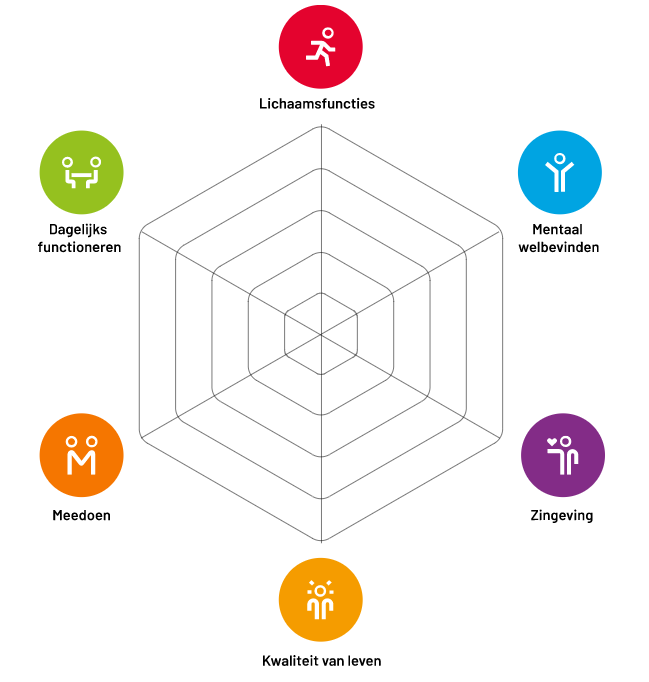 Lichaamsfuncties
Dagelijks
functioneren
Mentaal
welbevinden
Meedoen
Zingeving
Kwaliteit van leven